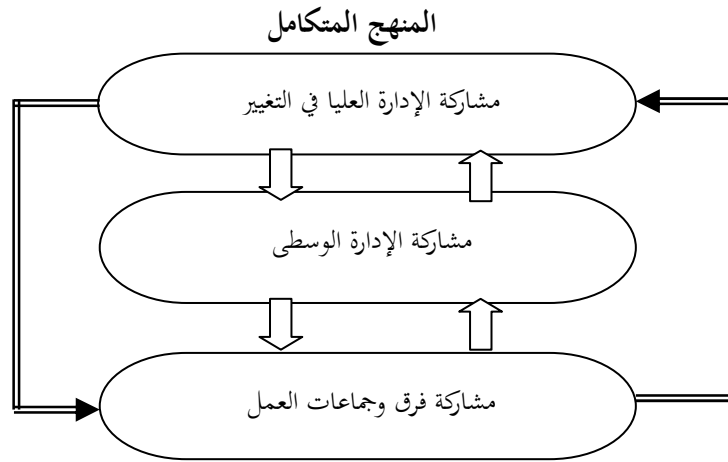 المنهج المتكامل
مشاركة الإدارة العليا في التغيير
مشاركة الإدارة الوسطى
مشاركة فرق وجماعات العمل